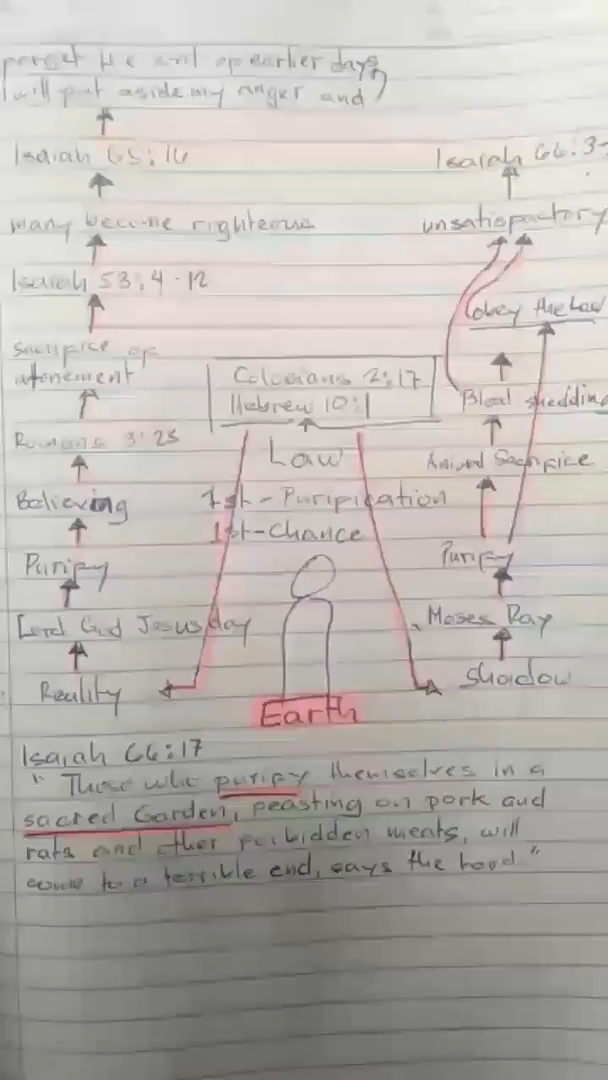 forget the evil of earlier days
I will put aside my anger and
Isaiah 65:16
many become righteous
Isaiah 53:4-12
sacrifice of
atonement
Romans 3:25
Believing
Purify
Lord God Jesus day
Reality
Colosians 2:17
Hebrew 10:1
Law
1st-Purification
1st-Chance
Earth
Isaiah 66:3-
unsatisfactory
obey the Law
Blood shedding
Animal Sacrifice
Purify
Moses Day
Shadow
Isaiah 66:17
"Those who purify themselves in a
sacred Garden, feasting on pork and
rats and other forbidden meats, will
come to a terrible end, says the Lord"